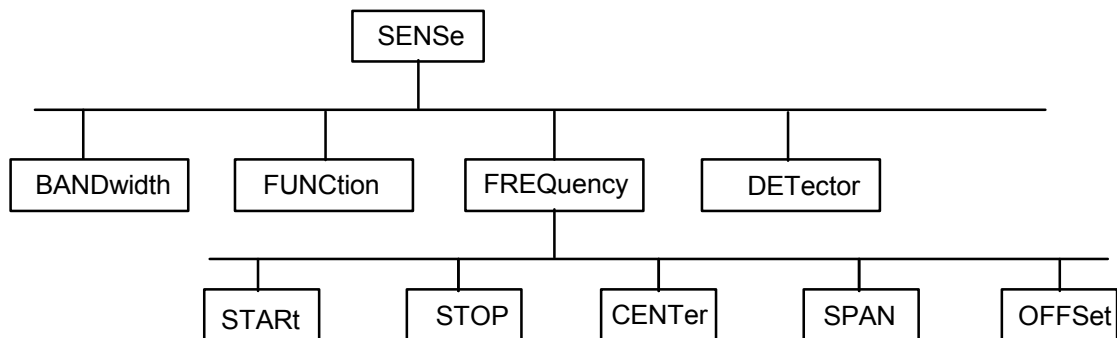 SENSe
BANDwidth FUNCtion FREQuency DETector
STARt STOP CENTer SPAN OFFSet